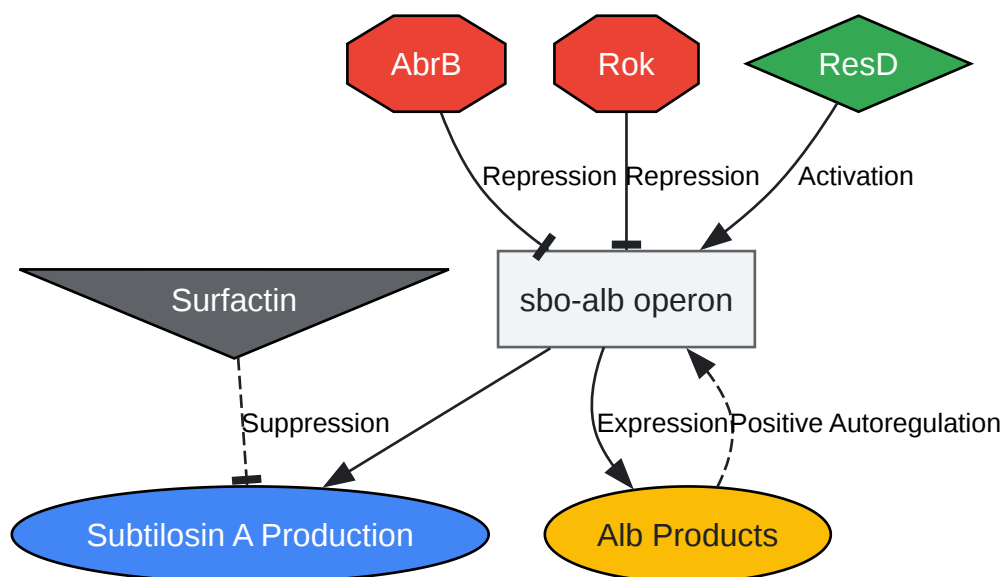 AbrB
Rok
ResD
Repression
Repression
Activation
Surfactin
sbo-alb operon
Suppression
Expression
Positive Autoregulation
Subtilosin A Production
Alb Products